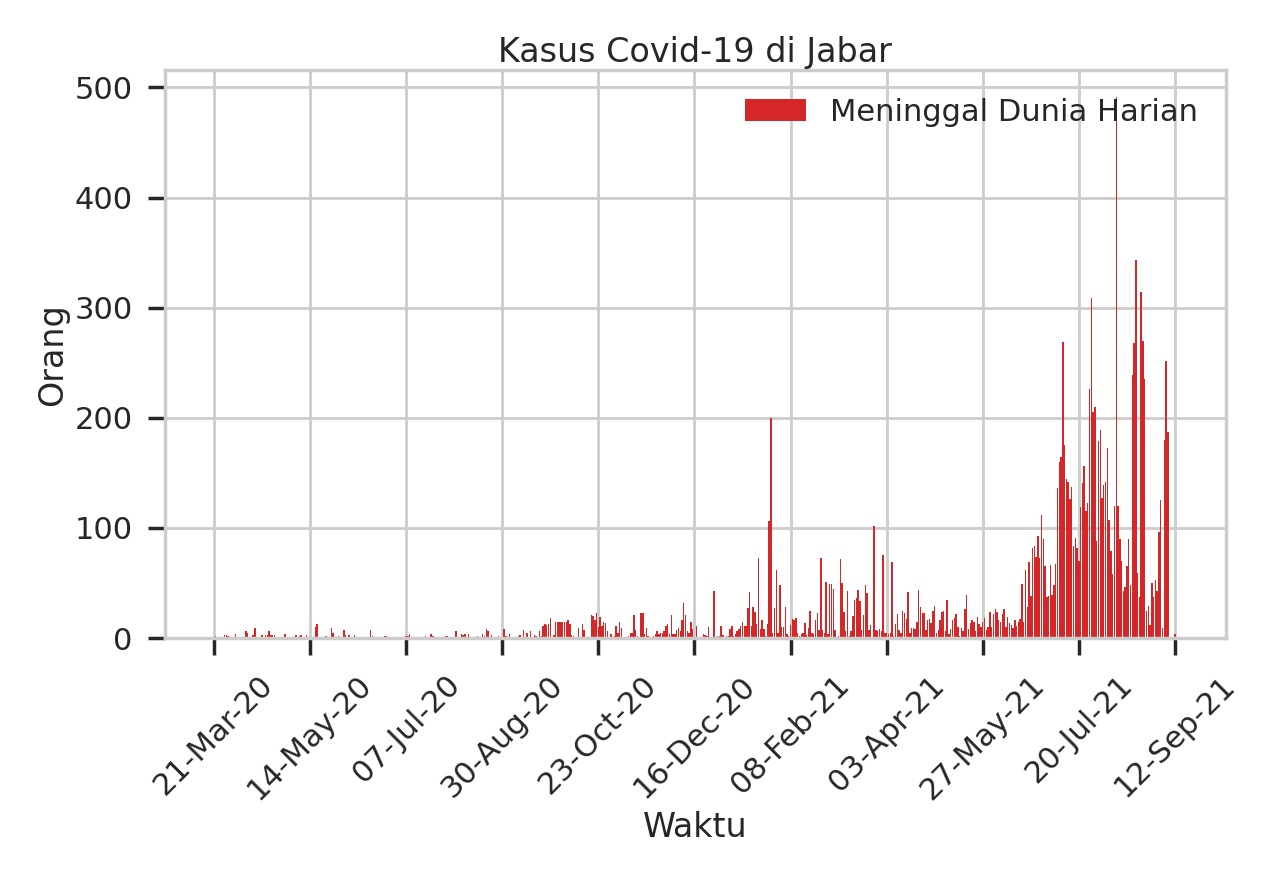 Kasus Covid-19 di Jabar
Meninggal Dunia Harian
Orang
500
400
300
200
100
0
21-Mar-20
14-May-20
07-Jul-20
30-Aug-20
23-Oct-20
16-Dec-20
08-Feb-21
03-Apr-21
27-May-21
20-Jul-21
12-Sep-21
Waktu